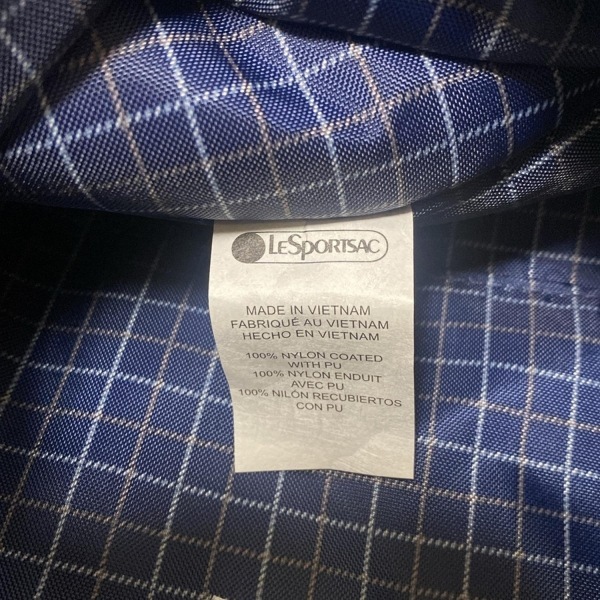 LeSportsac
MADE IN VIETNAM
FABRIQUÉ AU VIETNAM
HECHO EN VIETNAM
100% NYLON COATED
WITH PU
100% NYLON ENDUIT
AVEC PU
100% NILÓN RECUBIERTOS
CON PU